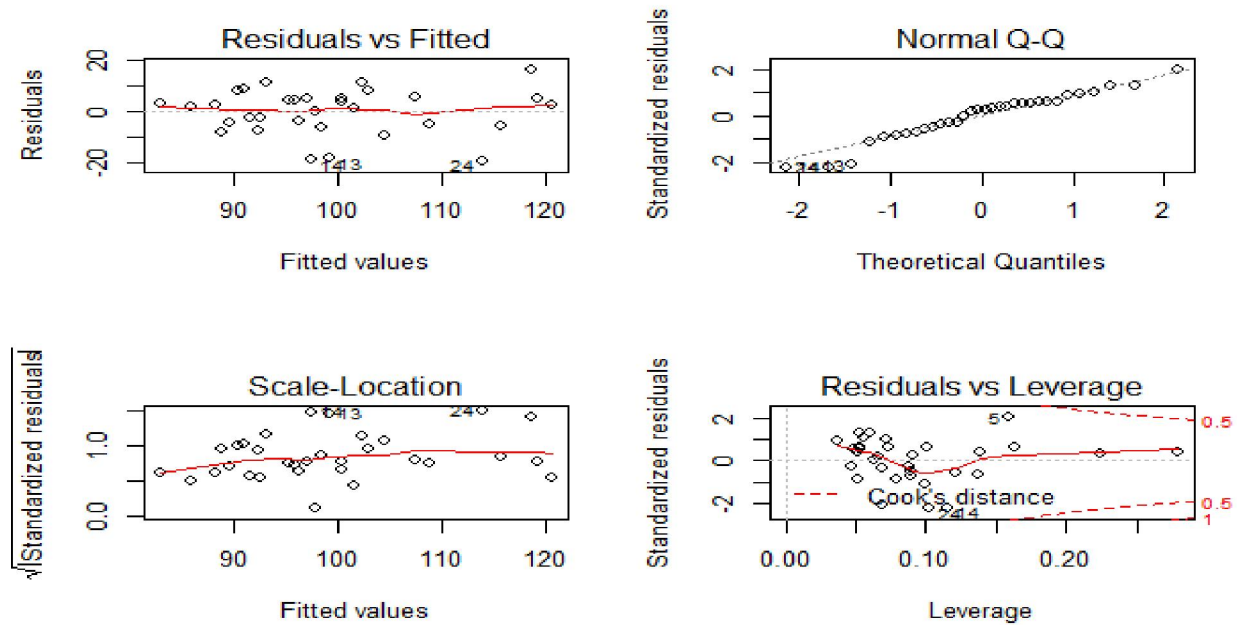 Residuals vs Fitted
Residuals
20
0
-20
14 13
24
90 100 110 120
Fitted values
Normal Q-Q
Standardized residuals
2
0
-2
13
-2 -1 0 1 2
Theoretical Quantiles
Scale-Location
√|Standardized residuals|
1.0
0.0
14 13
24
90 100 110 120
Fitted values
Residuals vs Leverage
Standardized residuals
2
0
-2
5
0.5
Cook's distance
0.5
1
24 14
0.00 0.10 0.20
Leverage